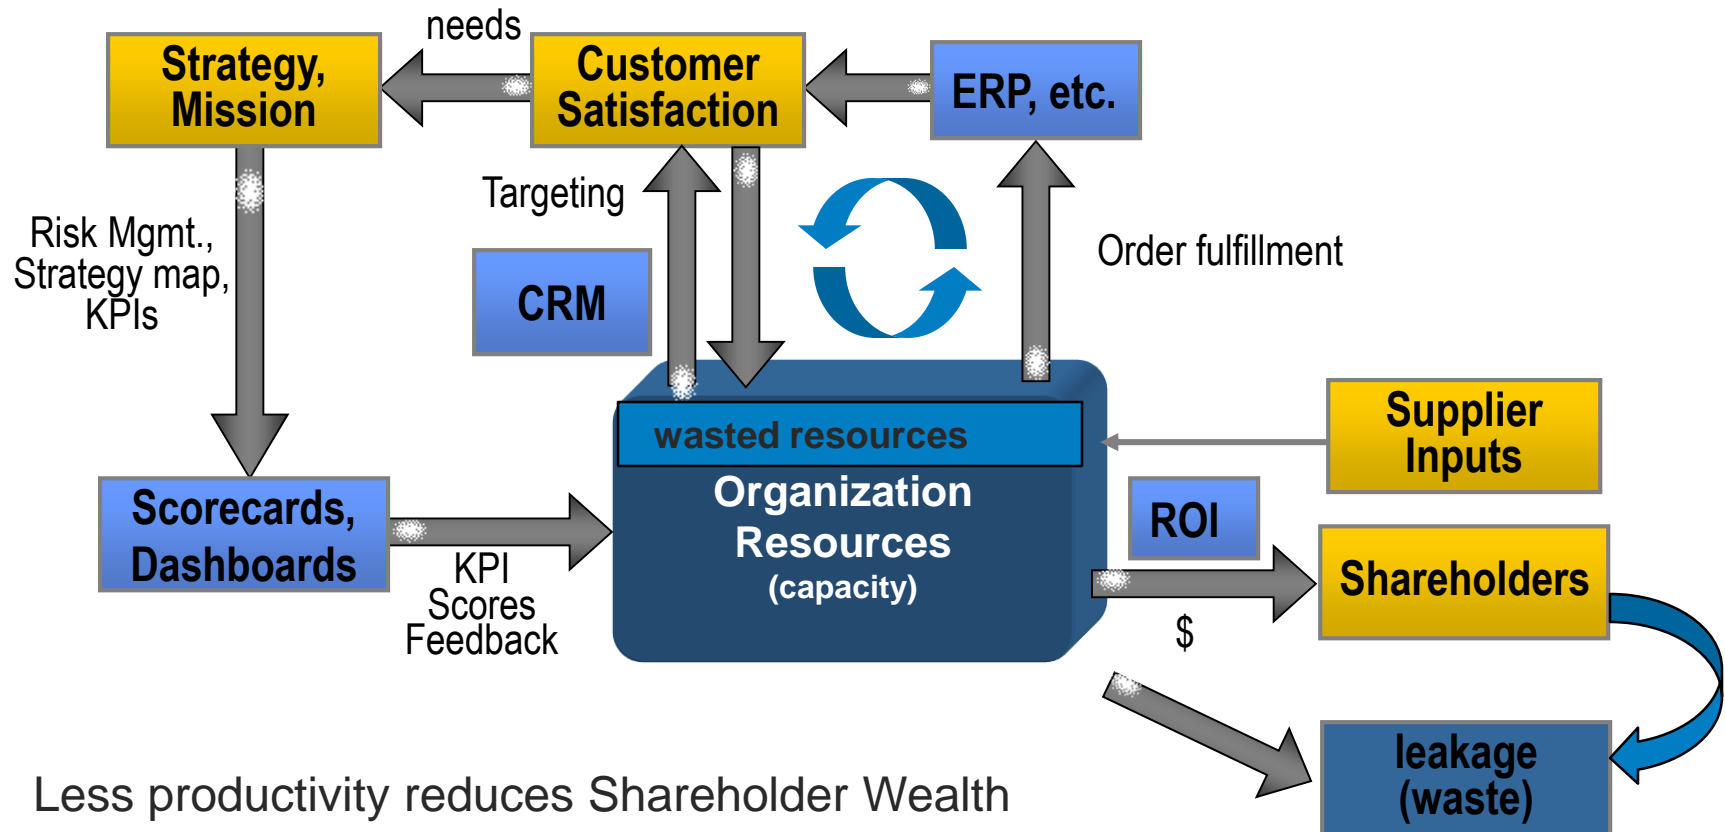 needs
Strategy,
Mission
Customer
Satisfaction
ERP, etc.
Targeting
Risk Mgmt.,
Strategy map,
KPIs
CRM
Order fulfillment
wasted resources
Supplier
Inputs
Organization
Resources
(capacity)
Scorecards,
Dashboards
KPI
Scores
Feedback
ROI
Shareholders
$
leakage
(waste)
Less productivity reduces Shareholder Wealth